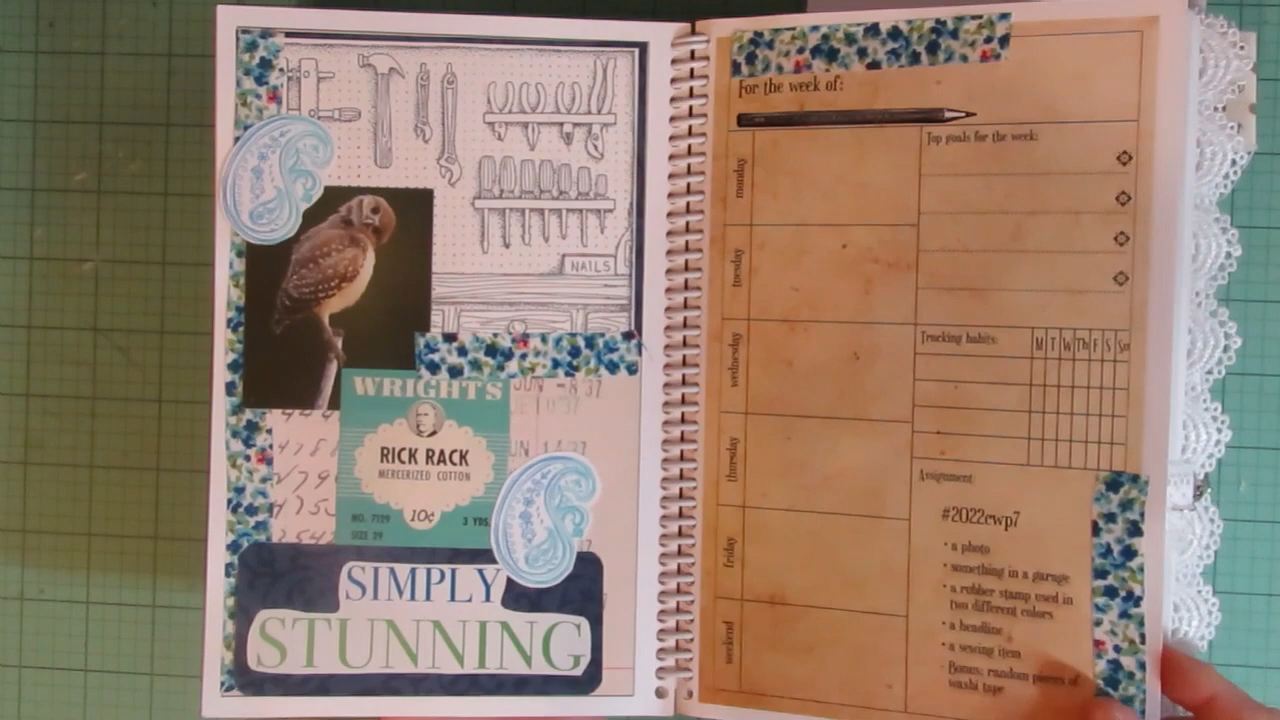 NAILS
WRIGHT'S
RICK RACK
MERCERIZED COTTON
10¢
NO. 7129
3 YDS.
SIZE 29
JUN -8'37
JUN 14'37
SIMPLY
STUNNING
For the week of:
monday
tuesday
wednesday
thursday
friday
weekend
Top goals for the week:
Tracking habits:
M T W Th F S Su
Assignment
#2022cwp7
• a photo
• something in a garage
• a rubber stamp used in
two different colors
• a headline
• a sewing item
Bonus: random pieces of
washi tape